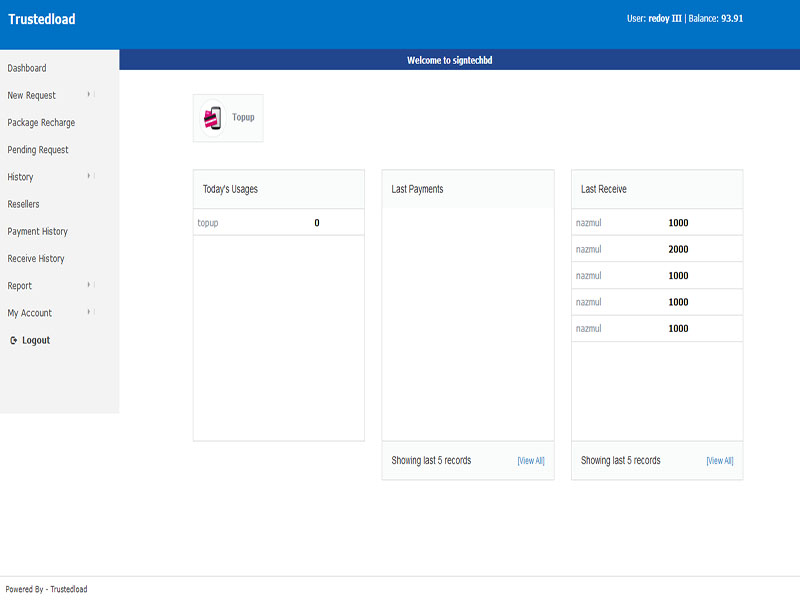 Trustedload
User: redoy III | Balance: 93.91
Welcome to signtechbd
Dashboard
New Request
Package Recharge
Pending Request
History
Resellers
Payment History
Receive History
Report
My Account
Logout
Topup
Today's Usages
topup 0
Last Payments
Showing last 5 records [View All]
Last Receive
nazmul 1000
nazmul 2000
nazmul 1000
nazmul 1000
nazmul 1000
Showing last 5 records [View All]
Powered By - Trustedload